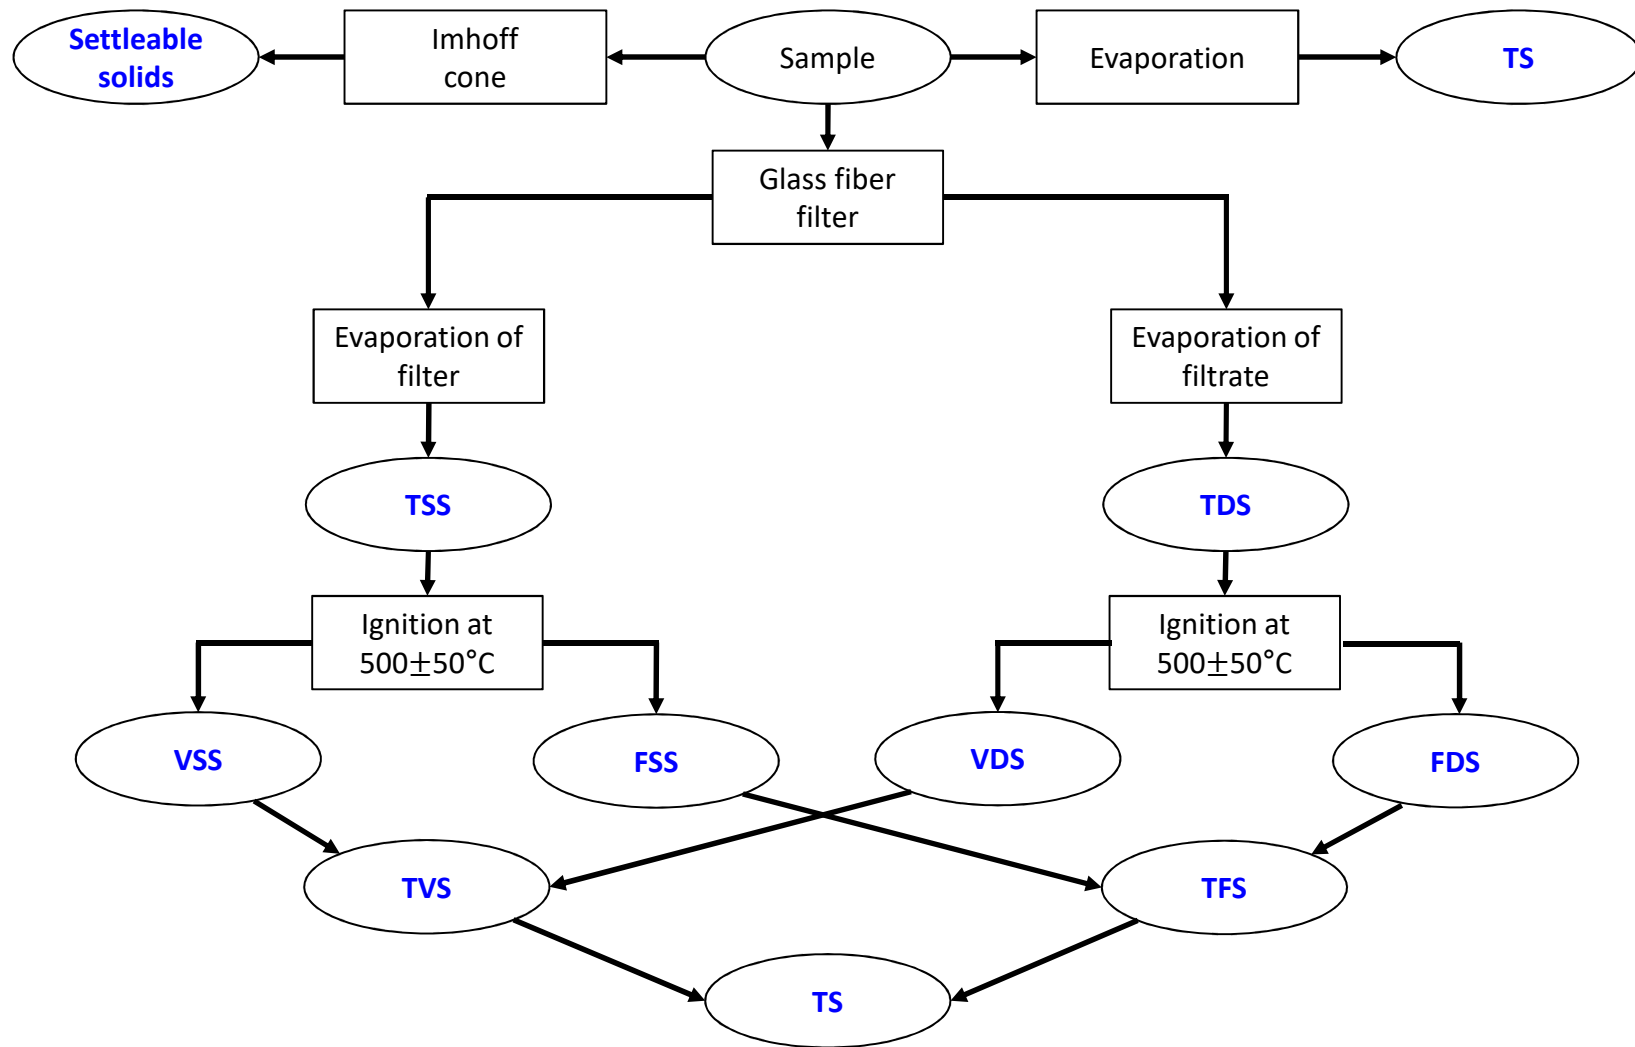 Settleable
solids
Imhoff
cone
Sample
Evaporation
TS
Glass fiber
filter
Evaporation of
filter
Evaporation of
filtrate
TSS
TDS
Ignition at
500±50°C
Ignition at
500±50°C
VSS
FSS
VDS
FDS
TVS
TFS
TS